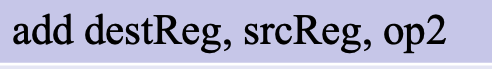 add destReg, srcReg, op2